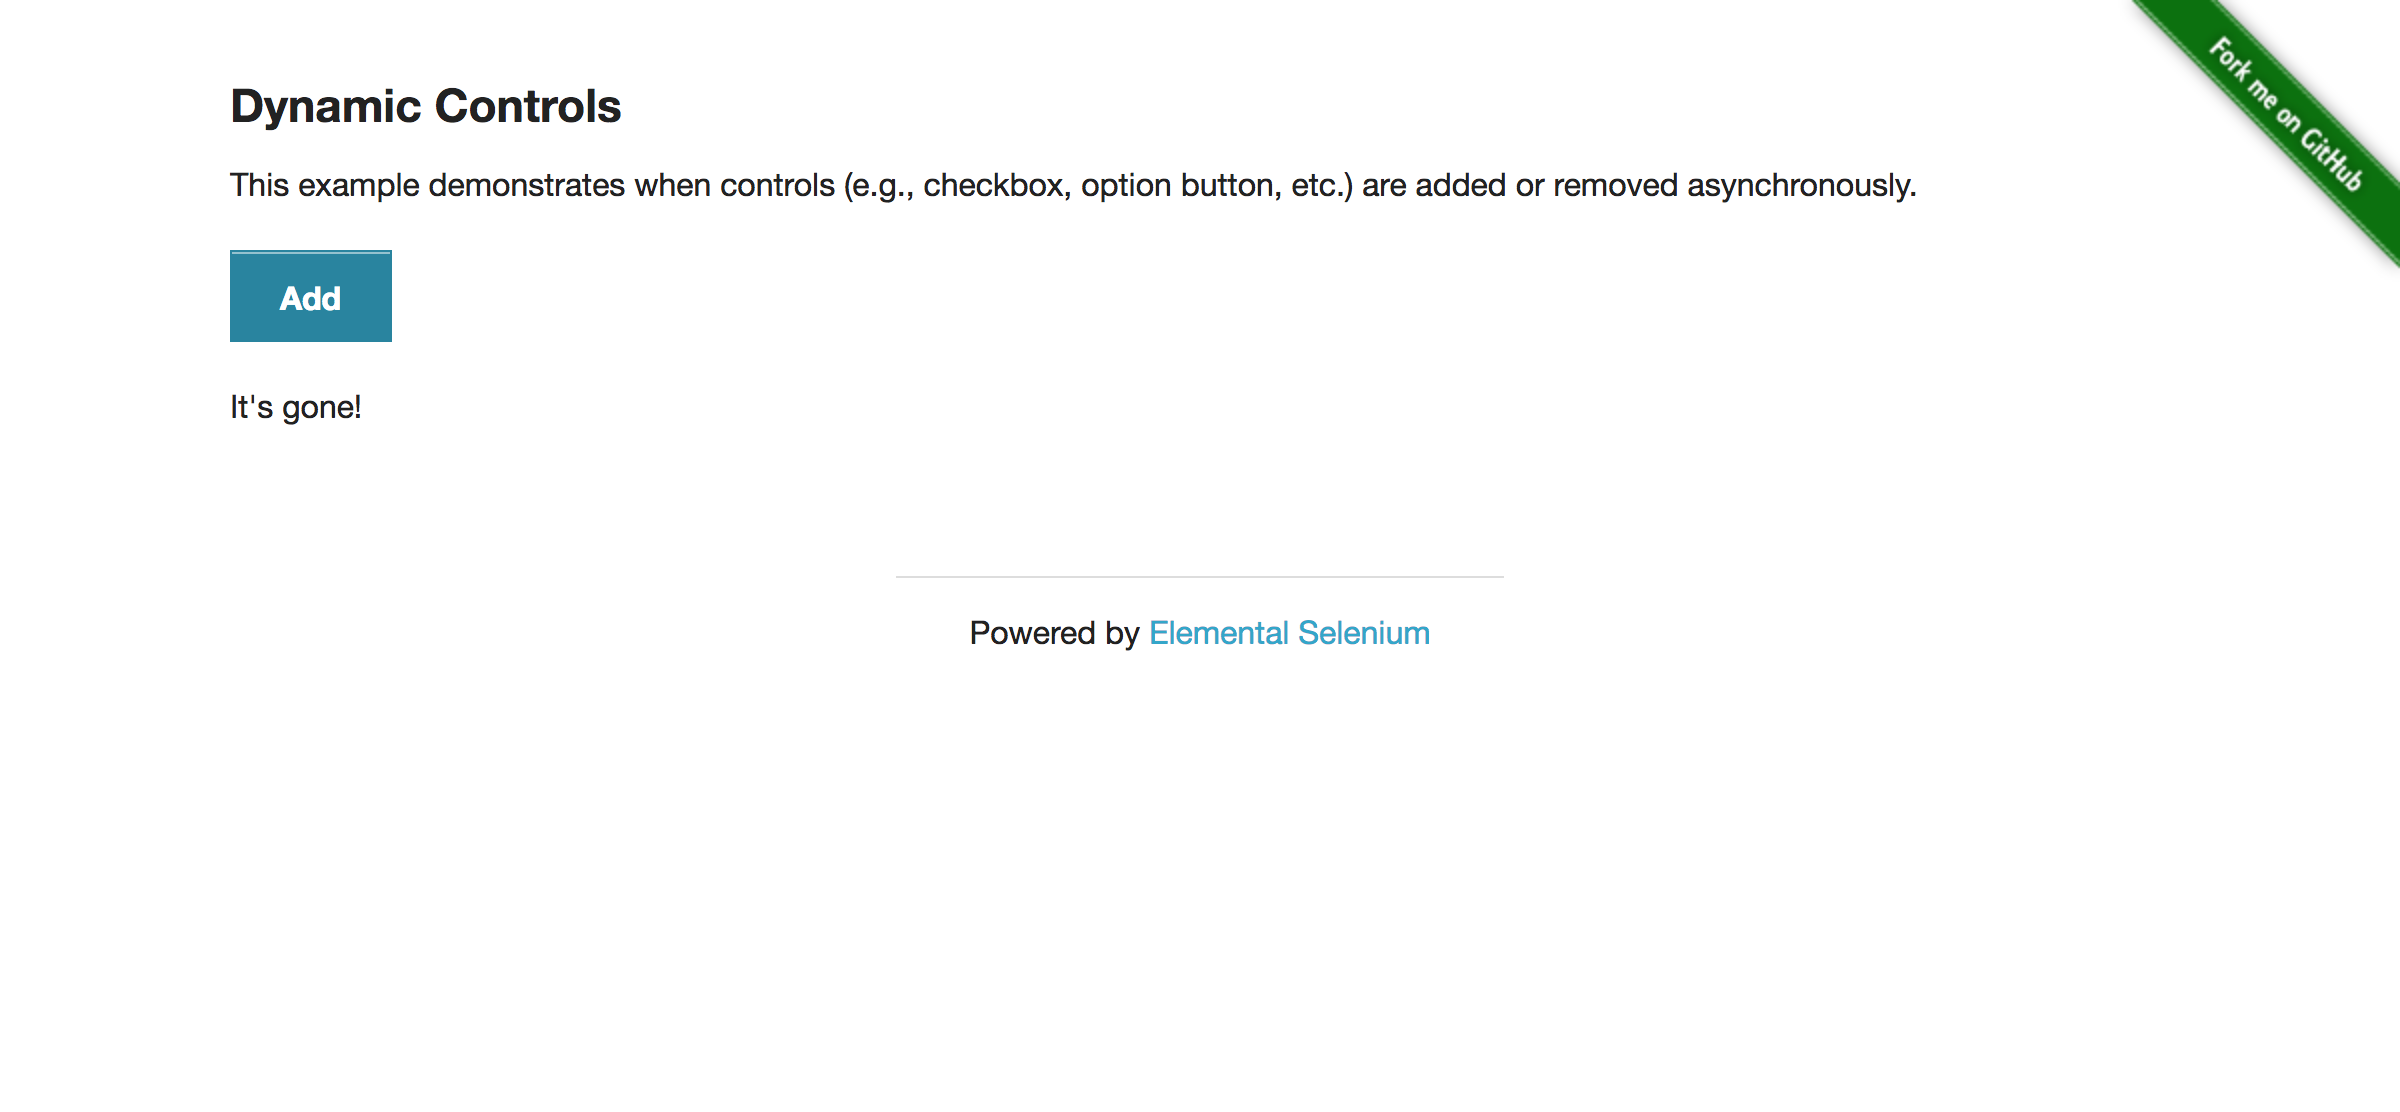 Fork me on GitHub
Dynamic Controls
This example demonstrates when controls (e.g., checkbox, option button, etc.) are added or removed asynchronously.
Add
It's gone!
Powered by Elemental Selenium